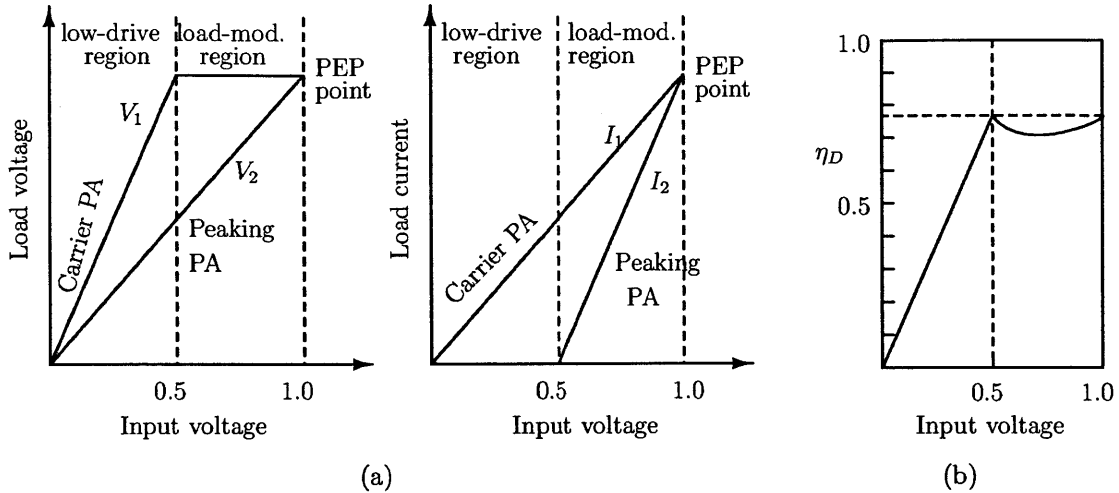 low-drive
region
load-mod.
region
PEP
point
V1
V2
Carrier PA
Peaking
PA
Load voltage
0.5
1.0
Input voltage
low-drive
region
load-mod.
region
PEP
point
I1
I2
Carrier PA
Peaking
PA
Load current
0.5
1.0
Input voltage
(a)
1.0
ηD
0.5
0.5
1.0
Input voltage
(b)